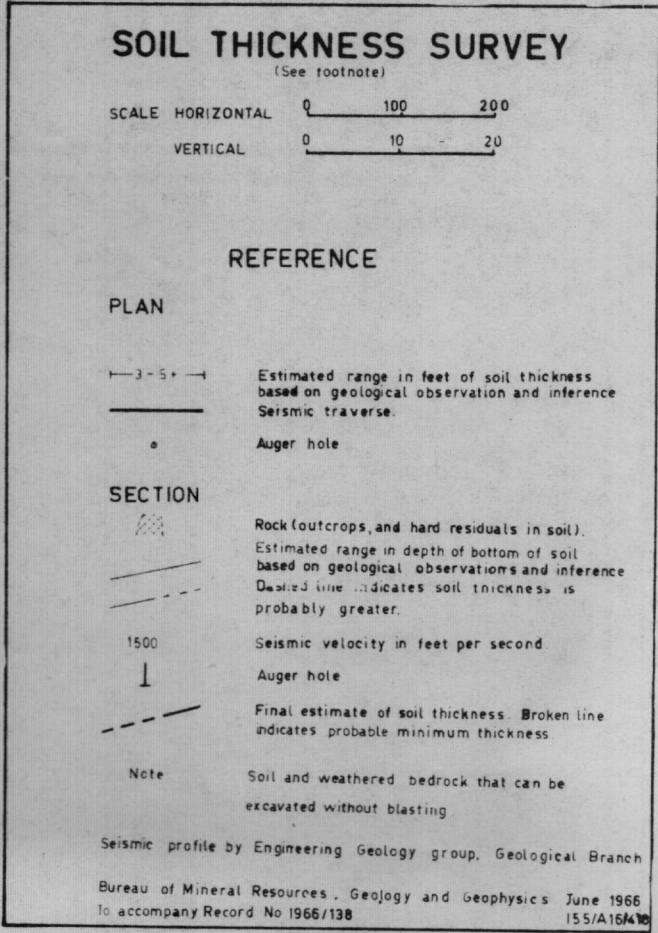 SOIL THICKNESS SURVEY
(See footnote)
SCALE HORIZONTAL 0 100 200
VERTICAL 0 10 - 20
REFERENCE
PLAN
3 - 5 + Estimated range in feet of soil thickness
based on geological observation and inference
Seismic traverse.
Auger hole
SECTION
Rock (outcrops, and hard residuals in soil).
Estimated range in depth of bottom of soil
based on geological observations and inference
Dashed line indicates soil thickness is
probably greater.
1500 Seismic velocity in feet per second
Auger hole
Final estimate of soil thickness. Broken line
indicates probable minimum thickness
Note Soil and weathered bedrock that can be
excavated without blasting
Seismic profile by Engineering Geology group, Geological Branch
Bureau of Mineral Resources, Geology and Geophysics June 1966
To accompany Record No 1966/138